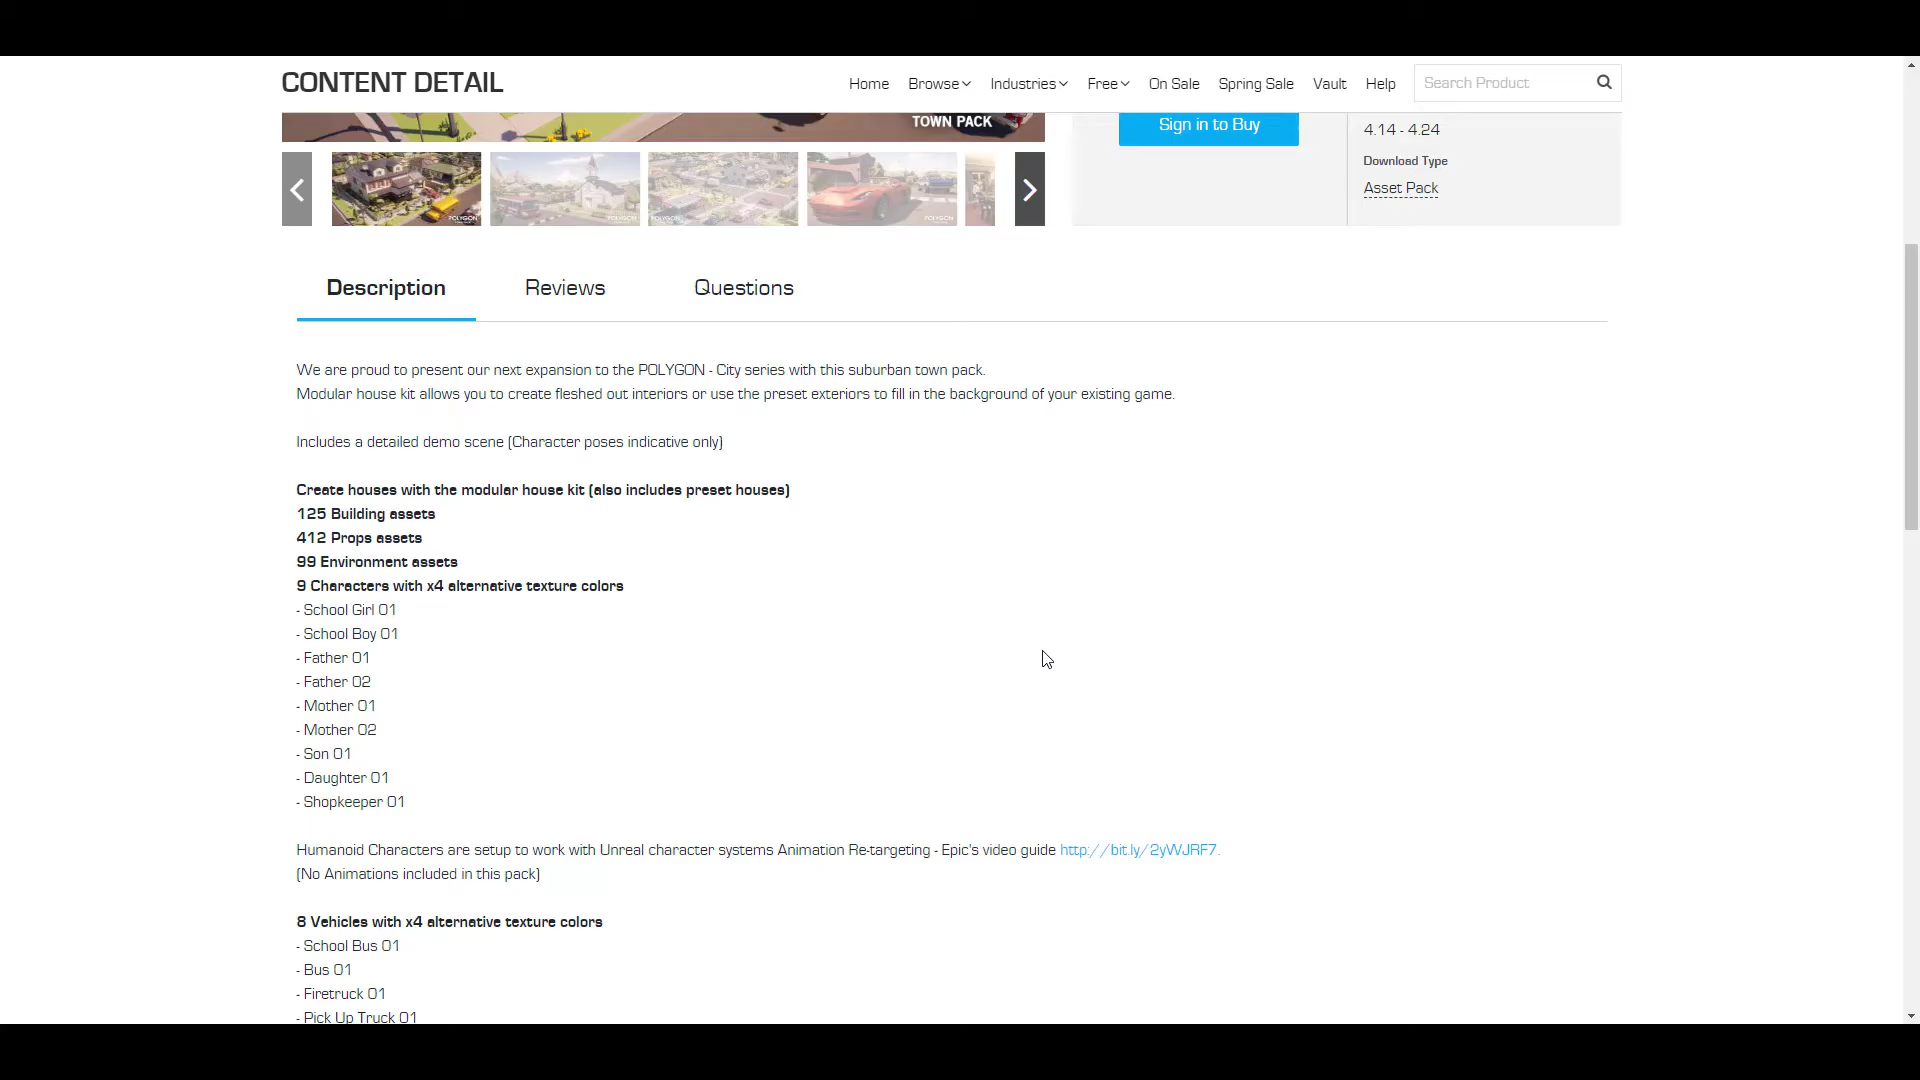 CONTENT DETAIL
Home Browse Industries Free On Sale Spring Sale Vault Help Search Product
TOWN PACK
Sign in to Buy
4.14 - 4.24
Download Type
Asset Pack
POLYGON
POLYGON
POLYGON
POLYGON
Description Reviews Questions
We are proud to present our next expansion to the POLYGON - City series with this suburban town pack.
Modular house kit allows you to create fleshed out interiors or use the preset exteriors to fill in the background of your existing game.
Includes a detailed demo scene (Character poses indicative only)
Create houses with the modular house kit (also includes preset houses)
125 Building assets
412 Props assets
99 Environment assets
9 Characters with x4 alternative texture colors
- School Girl 01
- School Boy 01
- Father 01
- Father 02
- Mother 01
- Mother 02
- Son 01
- Daughter 01
- Shopkeeper 01
Humanoid Characters are setup to work with Unreal character systems Animation Re-targeting - Epic's video guide http://bit.ly/2yWJRF7.
(No Animations included in this pack)
8 Vehicles with x4 alternative texture colors
- School Bus 01
- Bus 01
- Firetruck 01
- Pick Up Truck 01